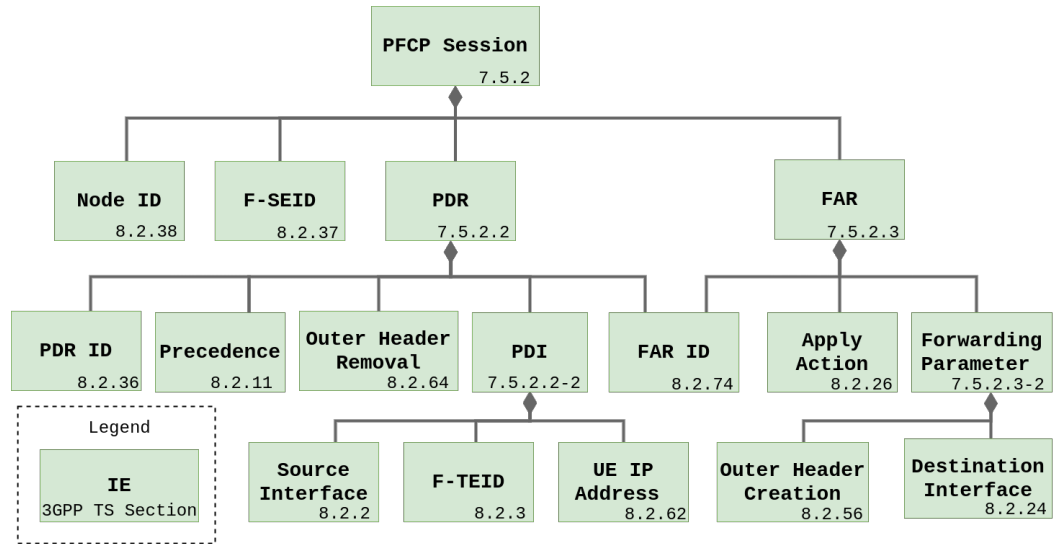 PFCP Session
7.5.2
Node ID
8.2.38
F-SEID
8.2.37
PDR
7.5.2.2
FAR
7.5.2.3
PDR ID
8.2.36
Precedence
8.2.11
Outer Header
Removal
8.2.64
PDI
7.5.2.2-2
FAR ID
8.2.74
Apply
Action
8.2.26
Forwarding
Parameter
7.5.2.3-2
Legend
IE
3GPP TS Section
Source
Interface
8.2.2
F-TEID
8.2.3
UE IP
Address
8.2.62
Outer Header
Creation
8.2.56
Destination
Interface
8.2.24